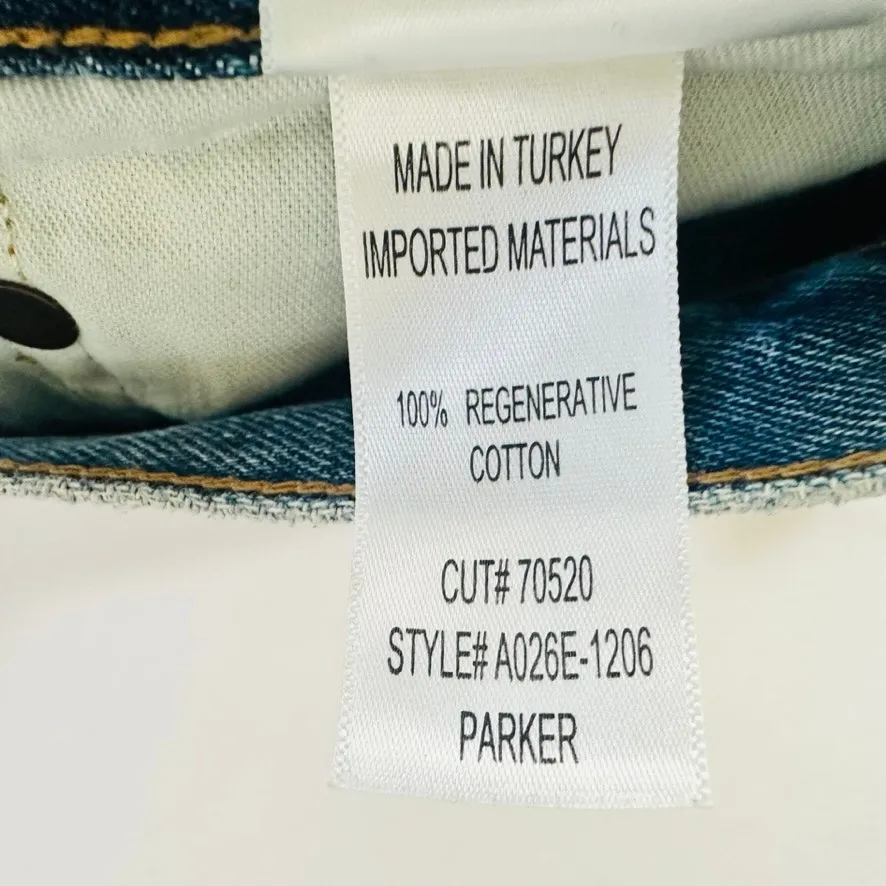 MADE IN TURKEY
IMPORTED MATERIALS
100% REGENERATIVE
COTTON
CUT# 70520
STYLE# A026E-1206
PARKER